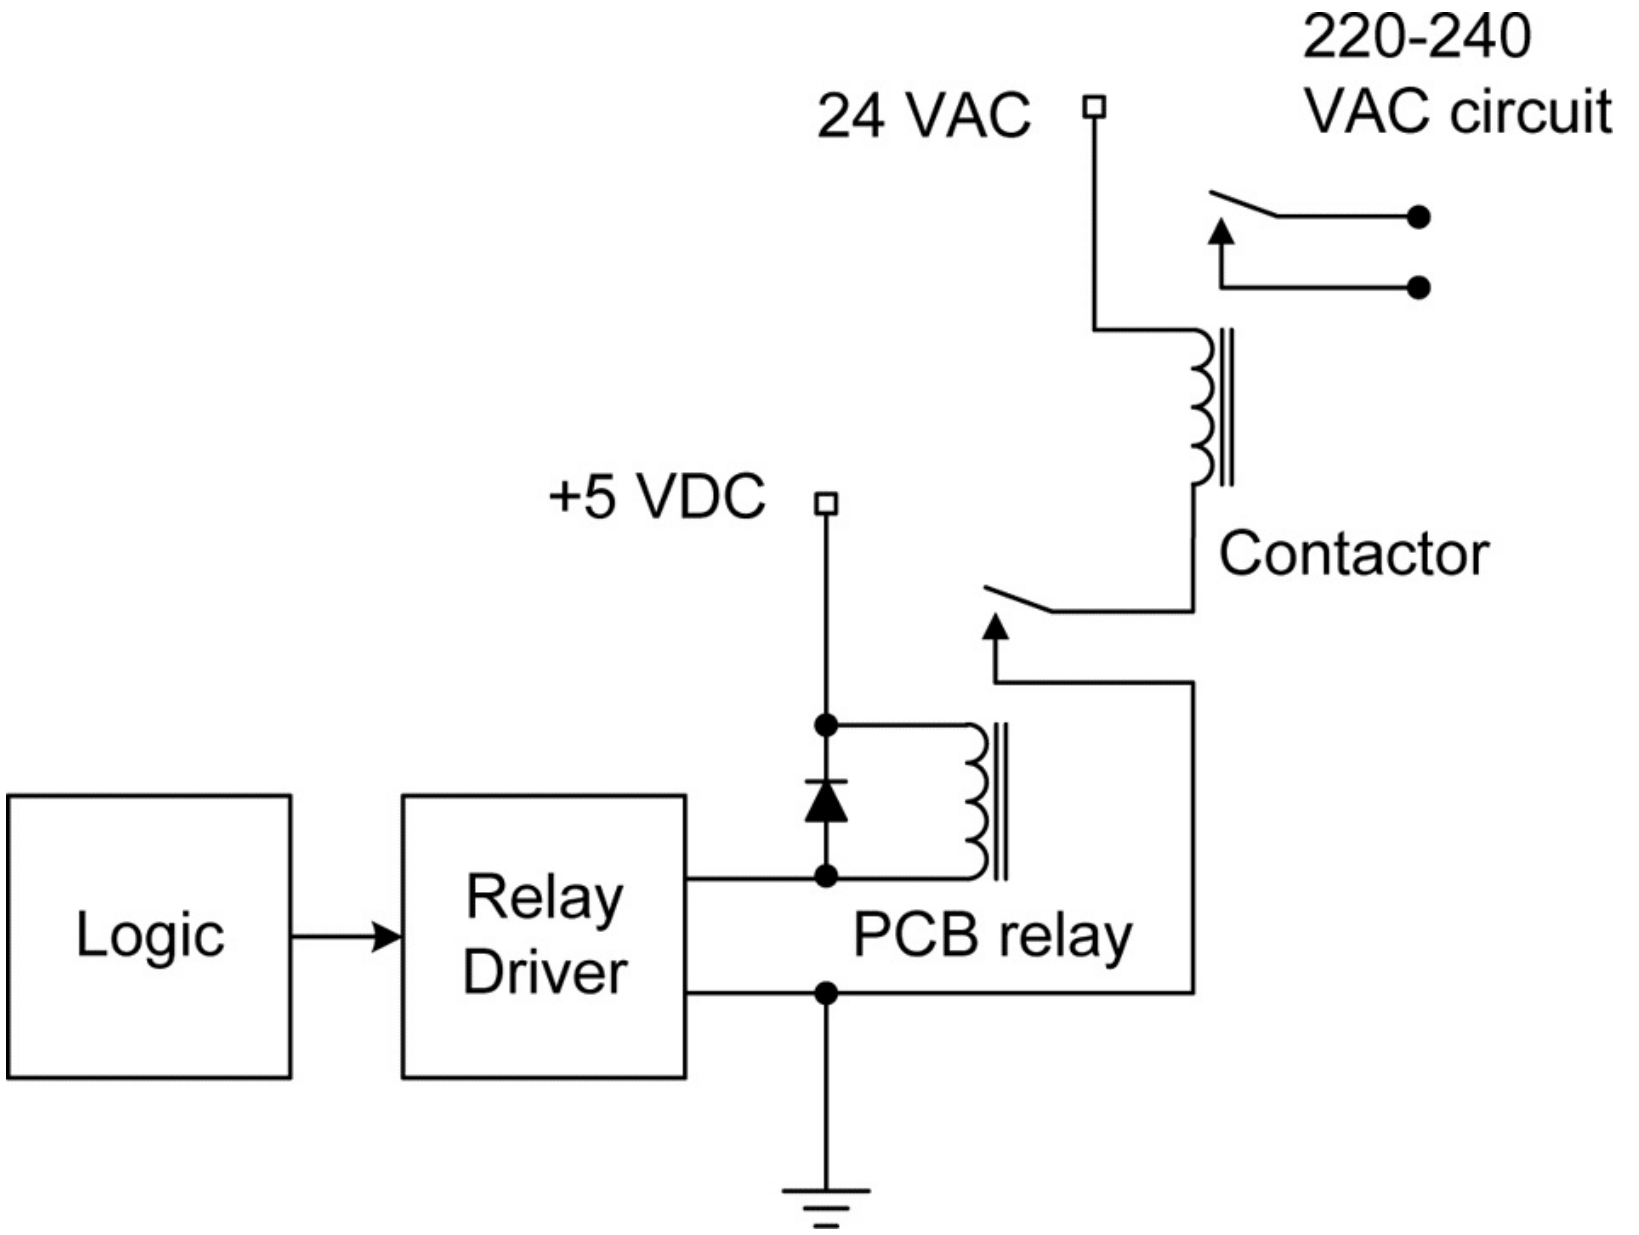 220-240
VAC circuit
24 VAC
+5 VDC
Contactor
Relay
Driver
Logic
PCB relay